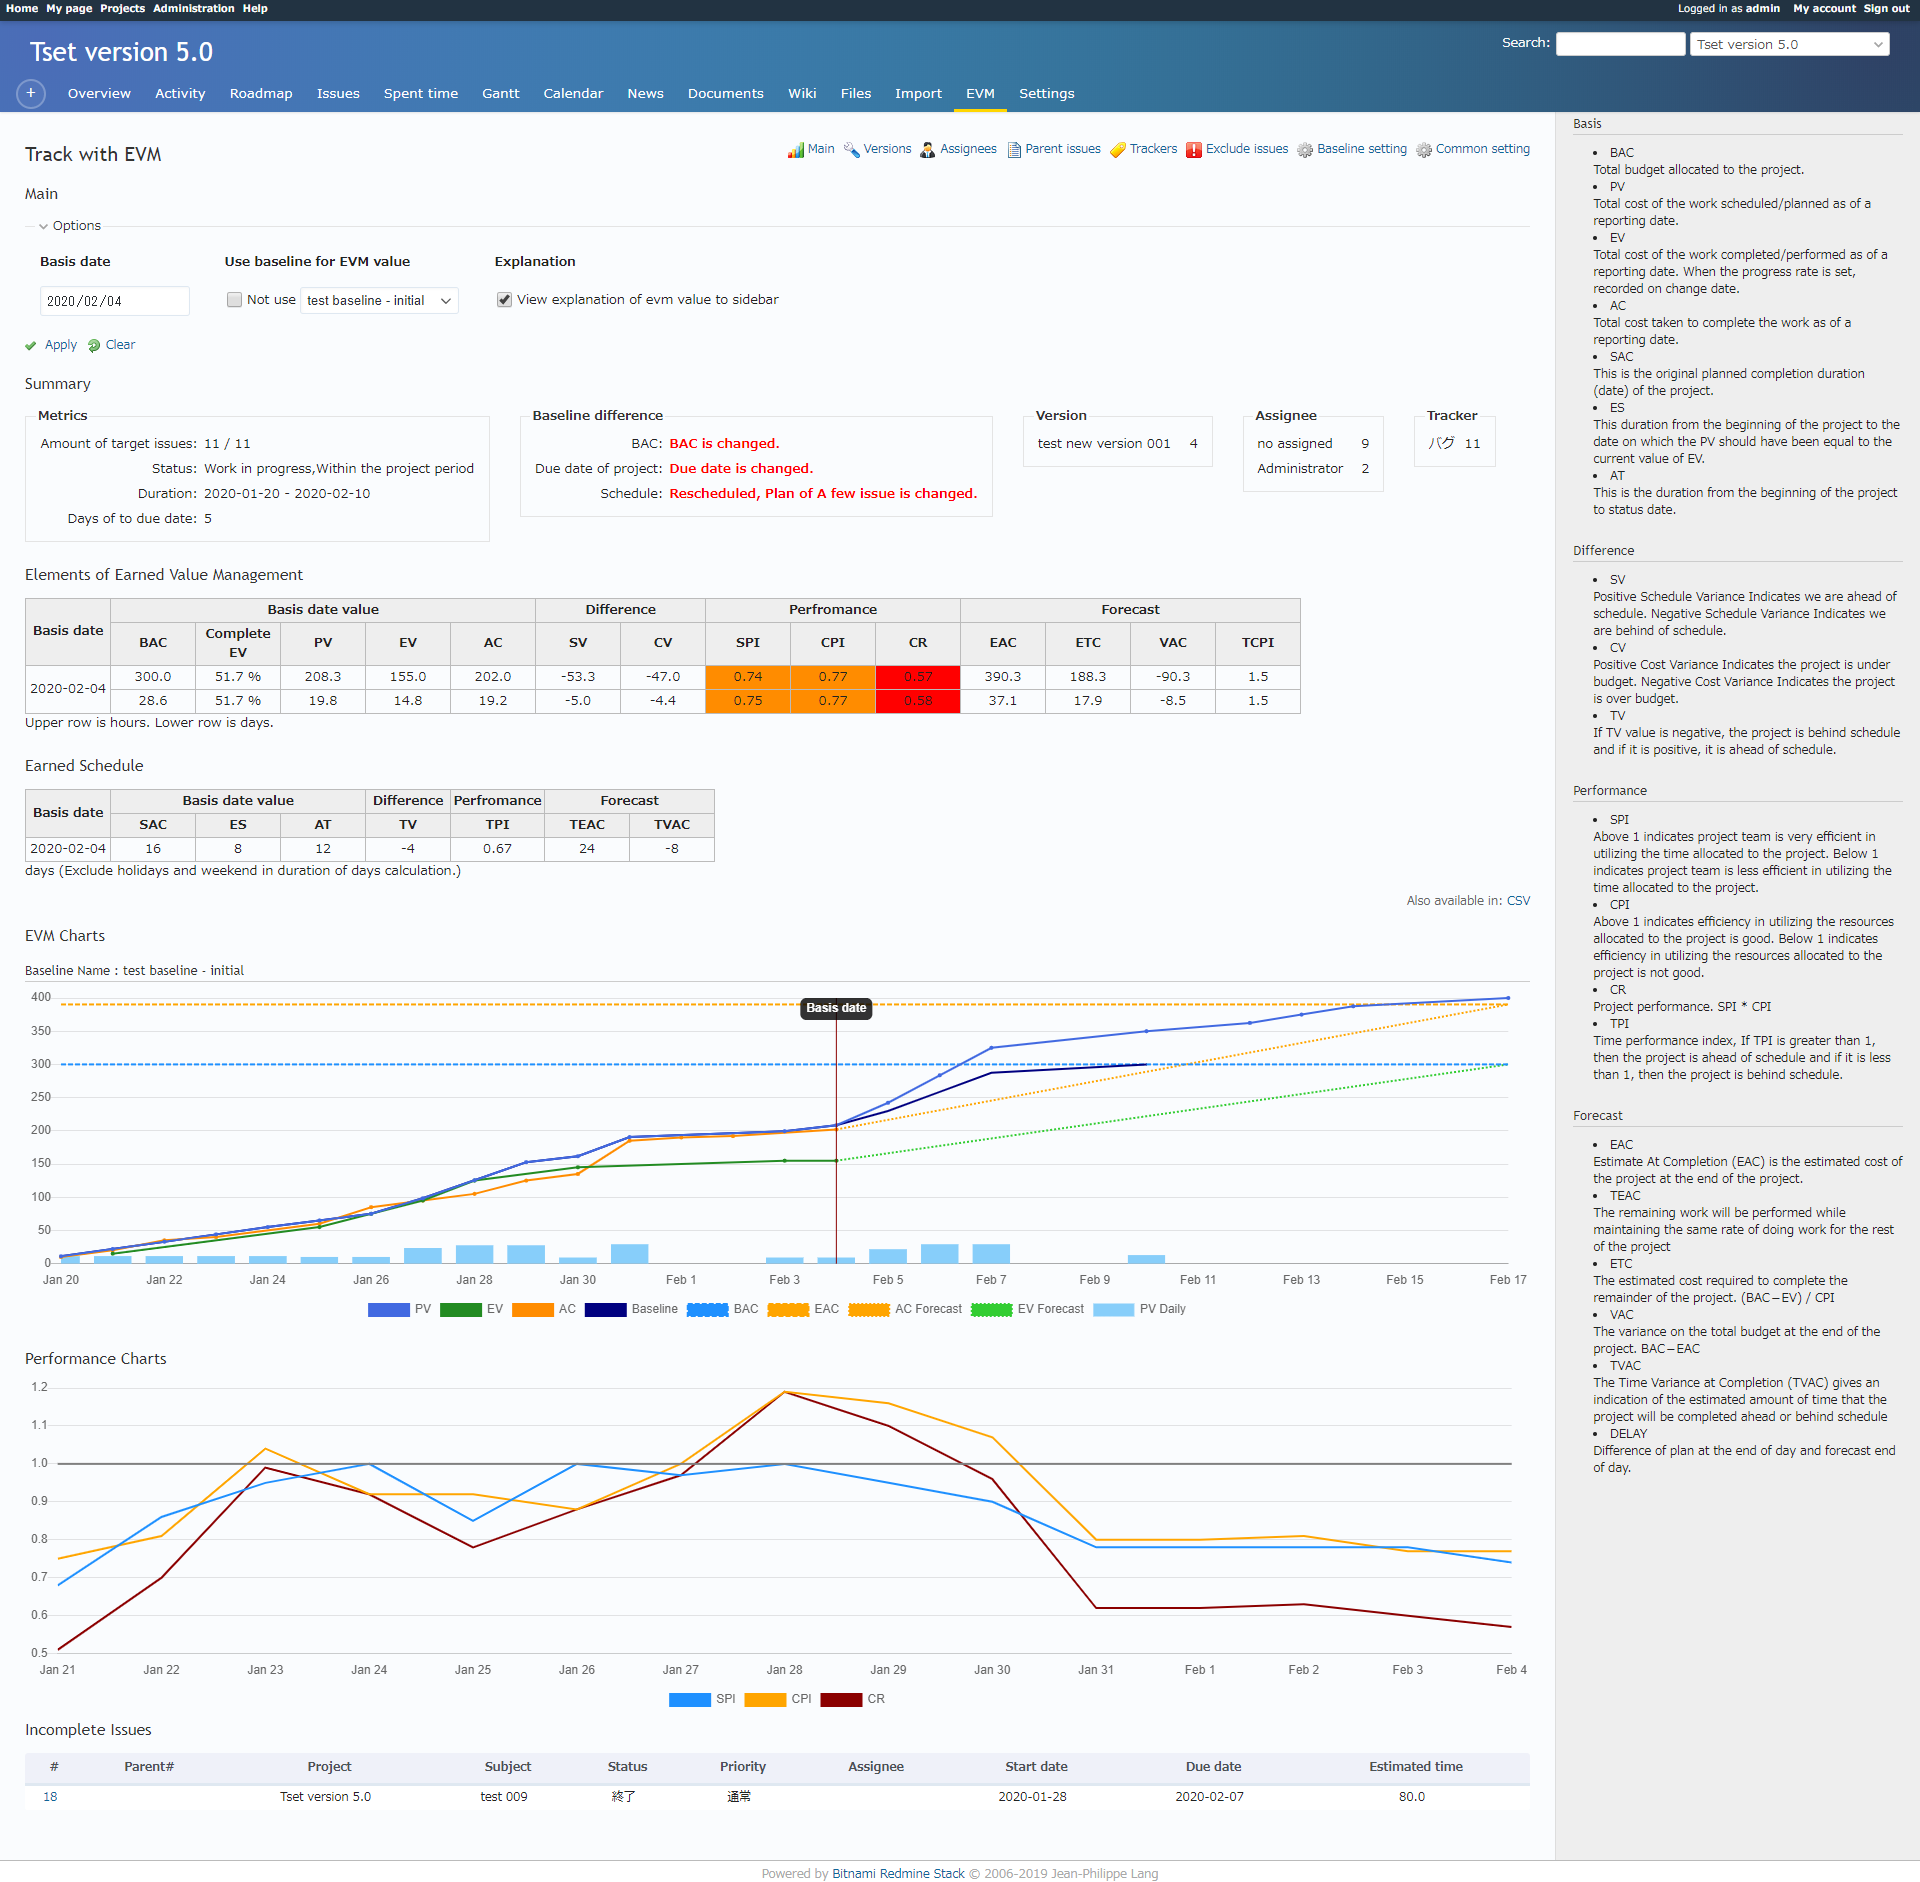 Home My page Projects Administration Help
Logged in as admin My account Sign out
Tset version 5.0
Search: Tset version 5.0
+ Overview Activity Roadmap Issues Spent time Gantt Calendar News Documents Wiki Files Import EVM Settings
Track with EVM
Main Versions Assignees Parent issues Trackers Exclude issues Baseline setting Common setting
Main
Options
Basis date Use baseline for EVM value Explanation
2020/02/04 Not use test baseline - initial View explanation of evm value to sidebar
Apply Clear
Summary
Metrics
Amount of target issues: 11 / 11
Status: Work in progress,Within the project period
Duration: 2020-01-20 - 2020-02-10
Days of to due date: 5
Baseline difference
BAC: BAC is changed.
Due date of project: Due date is changed.
Schedule: Rescheduled, Plan of A few issue is changed.
Version
test new version 001 4
Assignee
no assigned 9
Administrator 2
Tracker
バグ 11
Elements of Earned Value Management
Basis date Basis date value Difference Perfromance Forecast
BAC Complete EV PV EV AC SV CV SPI CPI CR EAC ETC VAC TCPI
2020-02-04 300.0 51.7 % 208.3 155.0 202.0 -53.3 -47.0 0.74 0.77 0.57 390.3 188.3 -90.3 1.5
28.6 51.7 % 19.8 14.8 19.2 -5.0 -4.4 0.75 0.77 0.58 37.1 17.9 -8.5 1.5
Upper row is hours. Lower row is days.
Earned Schedule
Basis date Basis date value Difference Perfromance Forecast
SAC ES AT TV TPI TEAC TVAC
2020-02-04 16 8 12 -4 0.67 24 -8
days (Exclude holidays and weekend in duration of days calculation.)
Also available in: CSV
EVM Charts
Baseline Name : test baseline - initial
Basis date
400
350
300
250
200
150
100
50
0
Jan 20 Jan 22 Jan 24 Jan 26 Jan 28 Jan 30 Feb 1 Feb 3 Feb 5 Feb 7 Feb 9 Feb 11 Feb 13 Feb 15 Feb 17
PV EV AC Baseline BAC EAC AC Forecast EV Forecast PV Daily
Performance Charts
1.2
1.1
1.0
0.9
0.8
0.7
0.6
0.5
Jan 21 Jan 22 Jan 23 Jan 24 Jan 25 Jan 26 Jan 27 Jan 28 Jan 29 Jan 30 Jan 31 Feb 1 Feb 2 Feb 3 Feb 4
SPI CPI CR
Incomplete Issues
# Parent# Project Subject Status Priority Assignee Start date Due date Estimated time
18 Tset version 5.0 test 009 終了 通常 2020-01-28 2020-02-07 80.0
Basis
• BAC
Total budget allocated to the project.
• PV
Total cost of the work scheduled/planned as of a
reporting date.
• EV
Total cost of the work completed/performed as of a
reporting date. When the progress rate is set,
recorded on change date.
• AC
Total cost taken to complete the work as of a
reporting date.
• SAC
This is the original planned completion duration
(date) of the project.
• ES
This duration from the beginning of the project to the
date on which the PV should have been equal to the
current value of EV.
• AT
This is the duration from the beginning of the project
to status date.
Difference
• SV
Positive Schedule Variance Indicates we are ahead of
schedule. Negative Schedule Variance Indicates we
are behind of schedule.
• CV
Positive Cost Variance Indicates the project is under
budget. Negative Cost Variance Indicates the project
is over budget.
• TV
If TV value is negative, the project is behind schedule
and if it is positive, it is ahead of schedule.
Performance
• SPI
Above 1 indicates project team is very efficient in
utilizing the time allocated to the project. Below 1
indicates project team is less efficient in utilizing the
time allocated to the project.
• CPI
Above 1 indicates efficiency in utilizing the resources
allocated to the project is good. Below 1 indicates
efficiency in utilizing the resources allocated to the
project is not good.
• CR
Project performance. SPI * CPI
• TPI
Time performance index, If TPI is greater than 1,
then the project is ahead of schedule and if it is less
than 1, then the project is behind schedule.
Forecast
• EAC
Estimate At Completion (EAC) is the estimated cost of
the project at the end of the project.
• TEAC
The remaining work will be performed while
maintaining the same rate of doing work for the rest
of the project
• ETC
The estimated cost required to complete the
remainder of the project. (BAC−EV) / CPI
• VAC
The variance on the total budget at the end of the
project. BAC−EAC
• TVAC
The Time Variance at Completion (TVAC) gives an
indication of the estimated amount of time that the
project will be completed ahead or behind schedule
• DELAY
Difference of plan at the end of day and forecast end
of day.
Powered by Bitnami Redmine Stack © 2006-2019 Jean-Philippe Lang